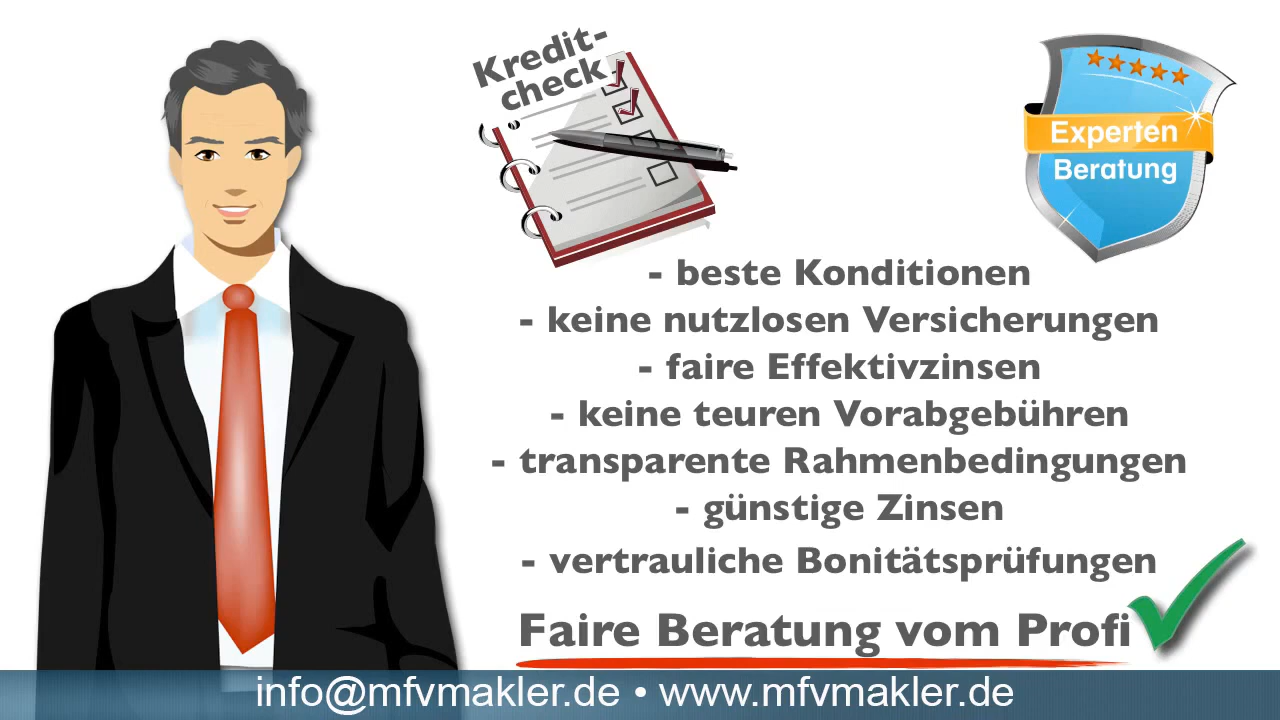 Kredit-
check
Experten
Beratung
- beste Konditionen
- keine nutzlosen Versicherungen
- faire Effektivzinsen
- keine teuren Vorabgebühren
- transparente Rahmenbedingungen
- günstige Zinsen
- vertrauliche Bonitätsprüfungen
Faire Beratung vom Profi
info@mfvmakler.de • www.mfvmakler.de